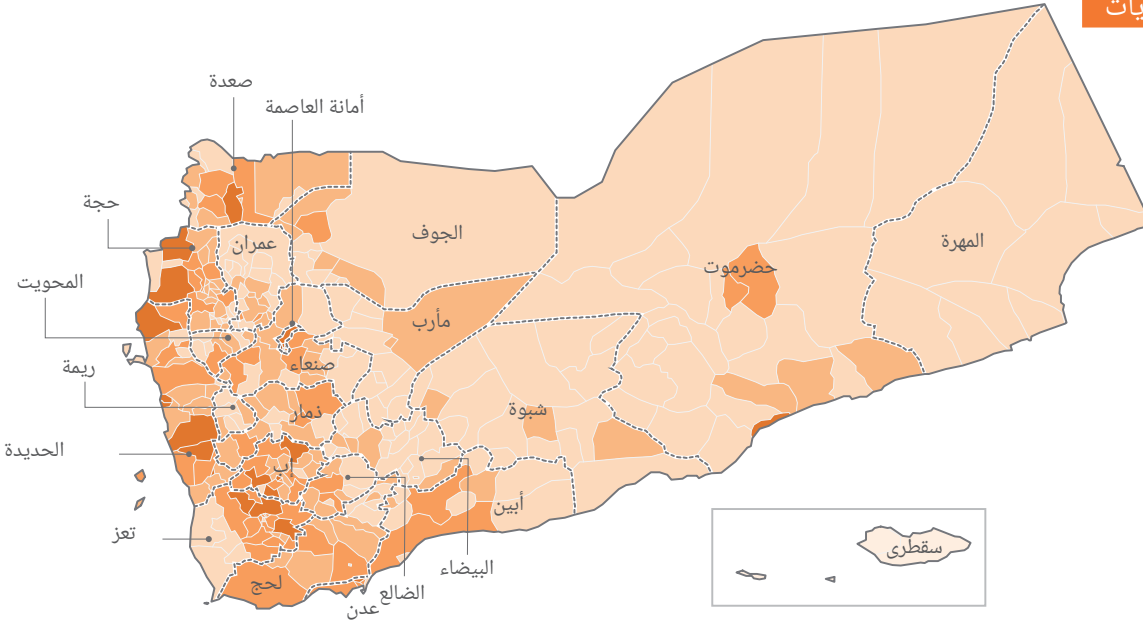 صعدة
أمانة العاصمة
حجة
عمران
الجوف
المهرة
حضرموت
المحويت
مأرب
صنعاء
ريمة
ذمار
شبوة
الحديدة
إب
أبين
تعز
سقطرى
البيضاء
لحج
الضالع
عدن